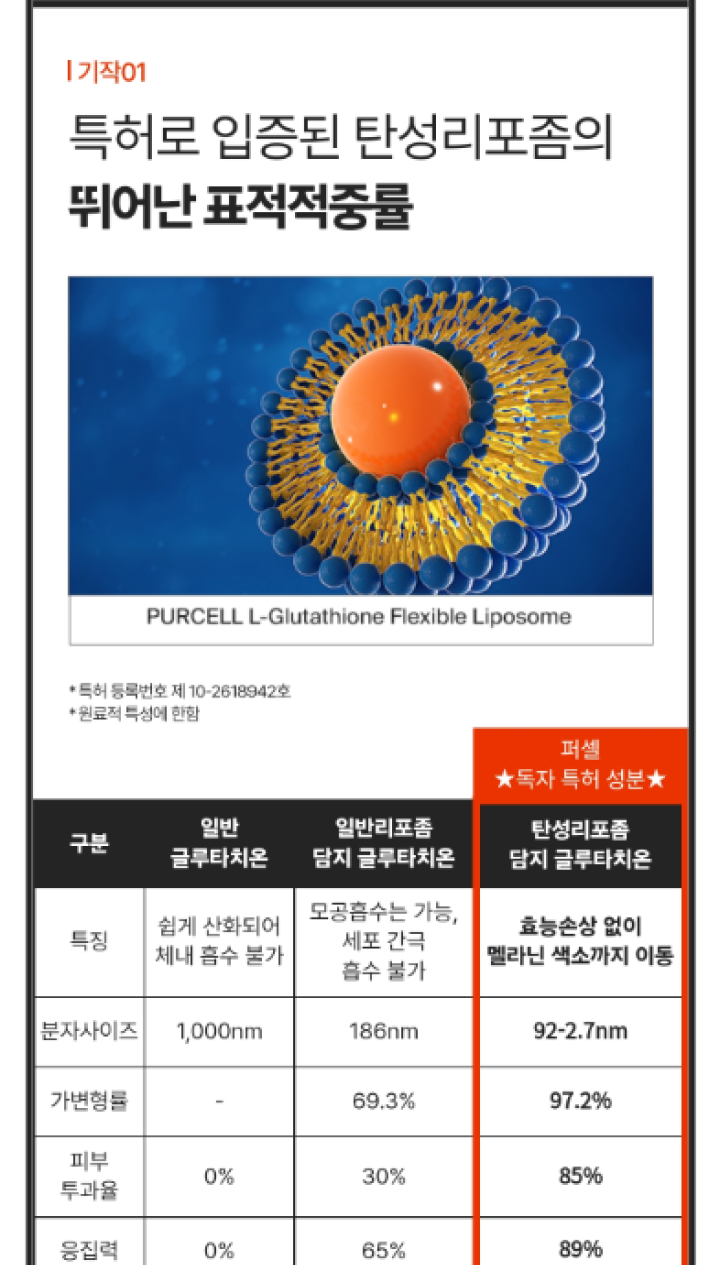 기작01
특허로 입증된 탄성리포좀의
뛰어난 표적적중률
PURCELL L-Glutathione Flexible Liposome
* 특허 등록번호 제 10-2618942호
* 원료적 특성에 한함
퍼셀
★독자 특허 성분★
구분
일반
글루타치온
일반리포좀
담지 글루타치온
탄성리포좀
담지 글루타치온
특징
쉽게 산화되어
체내 흡수 불가
모공흡수는 가능,
세포 간극
흡수 불가
효능손상 없이
멜라닌 색소까지 이동
분자사이즈
1,000nm
186nm
92-2.7nm
가변형률
-
69.3%
97.2%
피부
투과율
0%
30%
85%
응집력
0%
65%
89%